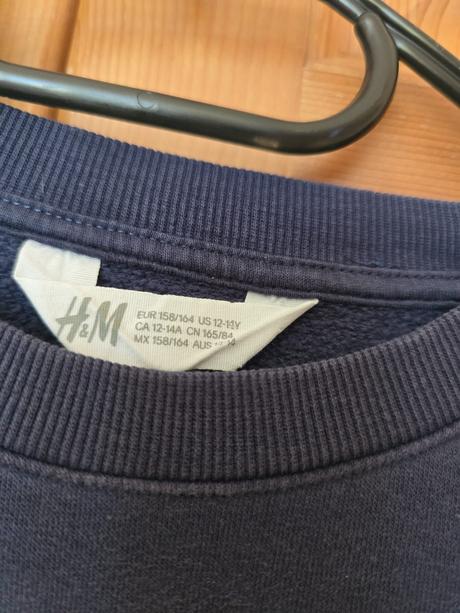 H&M
EUR 158/164 US 12-14Y
CA 12-14A CN 165/84
MX 158/164 AUS